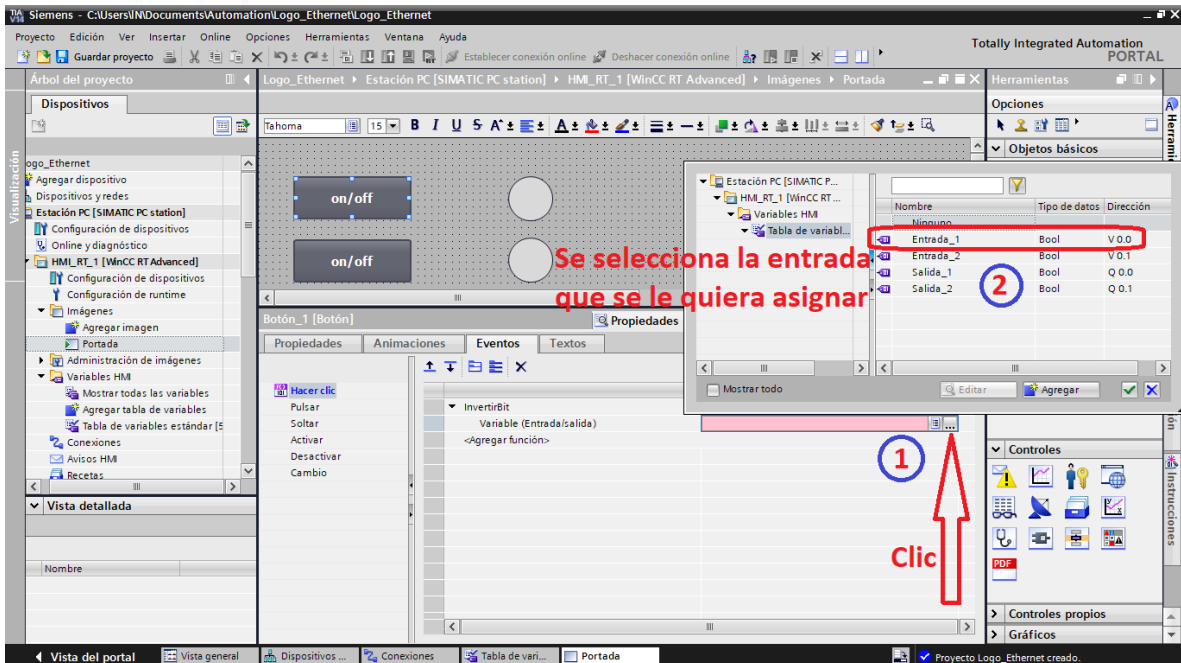 Siemens - C:\Users\IN\Documents\Automation\Logo_Ethernet\Logo_Ethernet
Proyecto Edición Ver Insertar Online Opciones Herramientas Ventana Ayuda
Totally Integrated Automation
PORTAL
Guardar proyecto
Establecer conexión online
Deshacer conexión online
Árbol del proyecto
Logo_Ethernet Estación PC [SIMATIC PC station] HMI_RT_1 [WinCC RT Advanced] Imágenes Portada
Herramientas
Dispositivos
Opciones
Tahoma
15
B I U S A
Objetos básicos
Visualización
ogo_Ethernet
Agregar dispositivo
Dispositivos y redes
Estación PC [SIMATIC PC station]
Configuración de dispositivos
Online y diagnóstico
HMI_RT_1 [WinCC RT Advanced]
Configuración de dispositivos
Configuración de runtime
Imágenes
Agregar imagen
Portada
Administración de imágenes
Variables HMI
Mostrar todas las variables
Agregar tabla de variables
Tabla de variables estándar [5
Conexiones
Avisos HMI
Recetas
Vista detallada
Nombre
on/off
on/off
Se selecciona la entrada
que se le quiera asignar
Estación PC [SIMATIC P...
HMI_RT_1 [WinCC RT ...
Variables HMI
Tabla de variabl...
Nombre Tipo de datos Dirección
Ninguno
Entrada_1 Bool V 0.0
Entrada_2 Bool V 0.1
Salida_1 Bool Q 0.0
Salida_2 Bool Q 0.1
2
Mostrar todo
Editar
Agregar
Botón_1 [Botón]
Propiedades
Propiedades Animaciones Eventos Textos
Hacer clic
Pulsar
Soltar
Activar
Desactivar
Cambio
InvertirBit
Variable (Entrada/salida)
<Agregar función>
1
Clic
Controles
PDF
Controles propios
Gráficos
Instrucciones
Vista del portal
Vista general
Dispositivos ...
Conexiones
Tabla de vari...
Portada
Proyecto Logo_Ethernet creado.